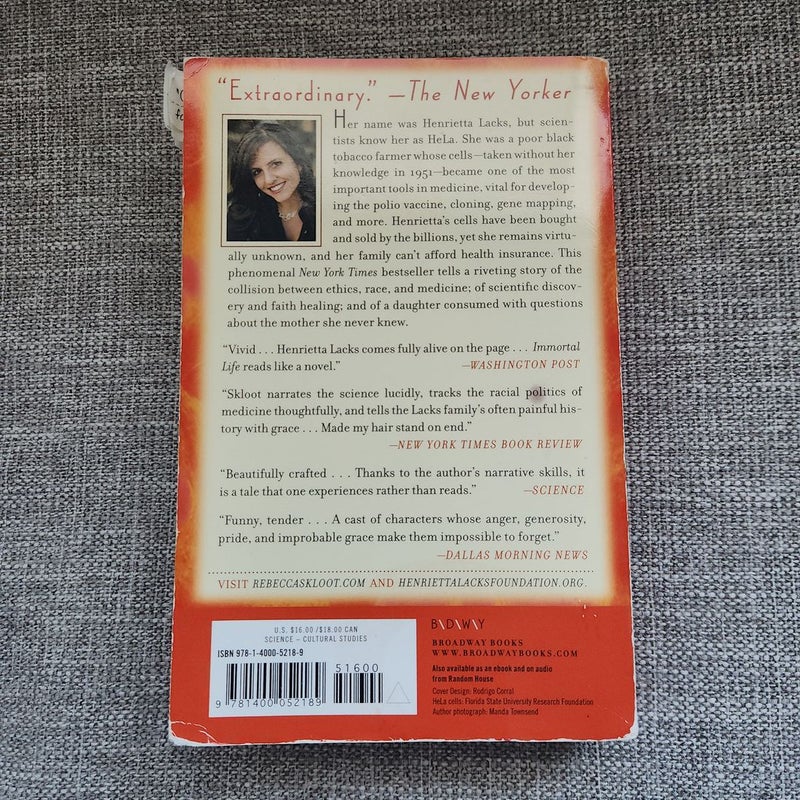 "Extraordinary." —The New Yorker
Her name was Henrietta Lacks, but scien-
tists know her as HeLa. She was a poor black
tobacco farmer whose cells—taken without her
knowledge in 1951—became one of the most
important tools in medicine, vital for develop-
ing the polio vaccine, cloning, gene mapping,
and more. Henrietta's cells have been bought
and sold by the billions, yet she remains virtu-
ally unknown, and her family can't afford health insurance. This
phenomenal New York Times bestseller tells a riveting story of the
collision between ethics, race, and medicine; of scientific discov-
ery and faith healing; and of a daughter consumed with questions
about the mother she never knew.
"Vivid . . . Henrietta Lacks comes fully alive on the page . . . Immortal
Life reads like a novel." —WASHINGTON POST
"Skloot narrates the science lucidly, tracks the racial politics of
medicine thoughtfully, and tells the Lacks family's often painful his-
tory with grace . . . Made my hair stand on end."
—NEW YORK TIMES BOOK REVIEW
"Beautifully crafted . . . Thanks to the author's narrative skills, it
is a tale that one experiences rather than reads." —SCIENCE
"Funny, tender . . . A cast of characters whose anger, generosity,
pride, and improbable grace make them impossible to forget."
—DALLAS MORNING NEWS
VISIT REBECCASKLOOT.COM AND HENRIETTALACKSFOUNDATION.ORG.
U.S. $16.00/$18.00 CAN
SCIENCE – CULTURAL STUDIES
ISBN 978-1-4000-5218-9
51600
9 781400 052189
B\D\W\Y
BROADWAY BOOKS
WWW.BROADWAYBOOKS.COM
Also available as an ebook and on audio
from Random House
Cover Design: Rodrigo Corral
HeLa cells: Florida State University Research Foundation
Author photograph: Manda Townsend